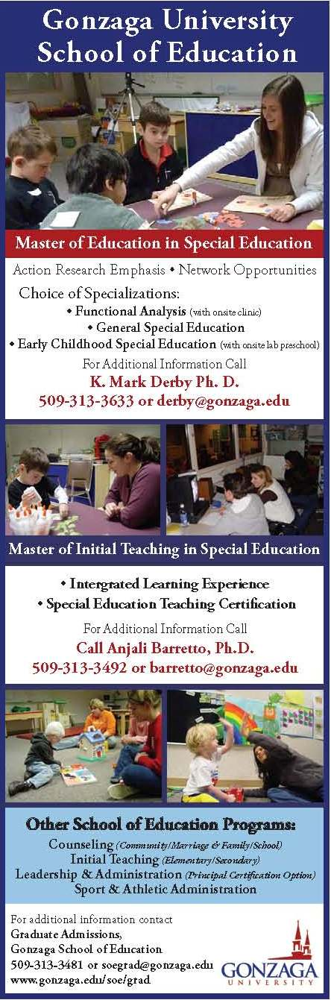 Gonzaga University
School of Education
Master of Education in Special Education
Action Research Emphasis • Network Opportunities
Choice of Specializations:
• Functional Analysis (with onsite clinic)
• General Special Education
• Early Childhood Special Education (with onsite lab preschool)
For Additional Information Call
K. Mark Derby Ph. D.
509-313-3633 or derby@gonzaga.edu
Master of Initial Teaching in Special Education
• Intergrated Learning Experience
• Special Education Teaching Certification
For Additional Information Call
Call Anjali Barretto, Ph.D.
509-313-3492 or barretto@gonzaga.edu
Other School of Education Programs:
Counseling (Community/Marriage & Family/School)
Initial Teaching (Elementary/Secondary)
Leadership & Administration (Principal Certification Option)
Sport & Athletic Administration
For additional information contact
Graduate Admissions,
Gonzaga School of Education
509-313-3481 or soegrad@gonzaga.edu
www.gonzaga.edu/soe/grad
GONZAGA
UNIVERSITY